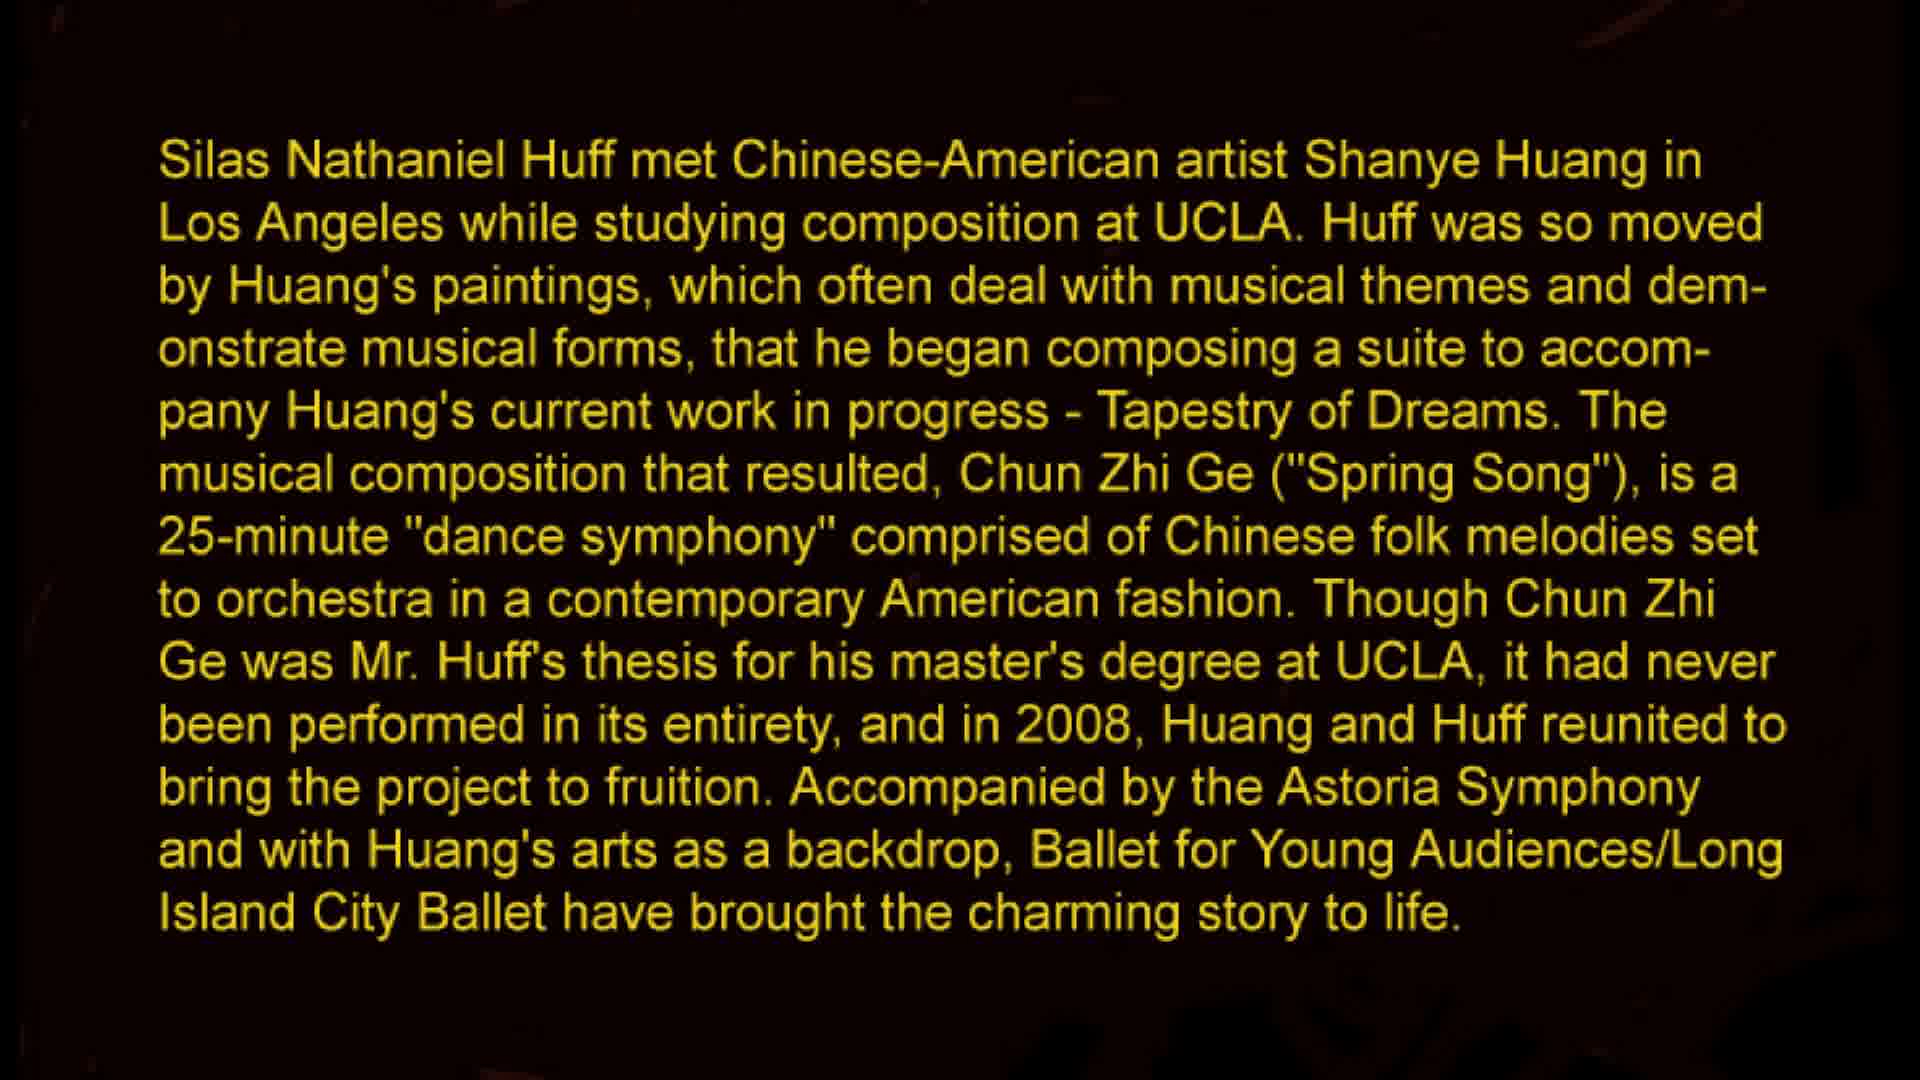 Silas Nathaniel Huff met Chinese-American artist Shanye Huang in
Los Angeles while studying composition at UCLA. Huff was so moved
by Huang's paintings, which often deal with musical themes and dem-
onstrate musical forms, that he began composing a suite to accom-
pany Huang's current work in progress - Tapestry of Dreams. The
musical composition that resulted, Chun Zhi Ge ("Spring Song"), is a
25-minute "dance symphony" comprised of Chinese folk melodies set
to orchestra in a contemporary American fashion. Though Chun Zhi
Ge was Mr. Huff's thesis for his master's degree at UCLA, it had never
been performed in its entirety, and in 2008, Huang and Huff reunited to
bring the project to fruition. Accompanied by the Astoria Symphony
and with Huang's arts as a backdrop, Ballet for Young Audiences/Long
Island City Ballet have brought the charming story to life.